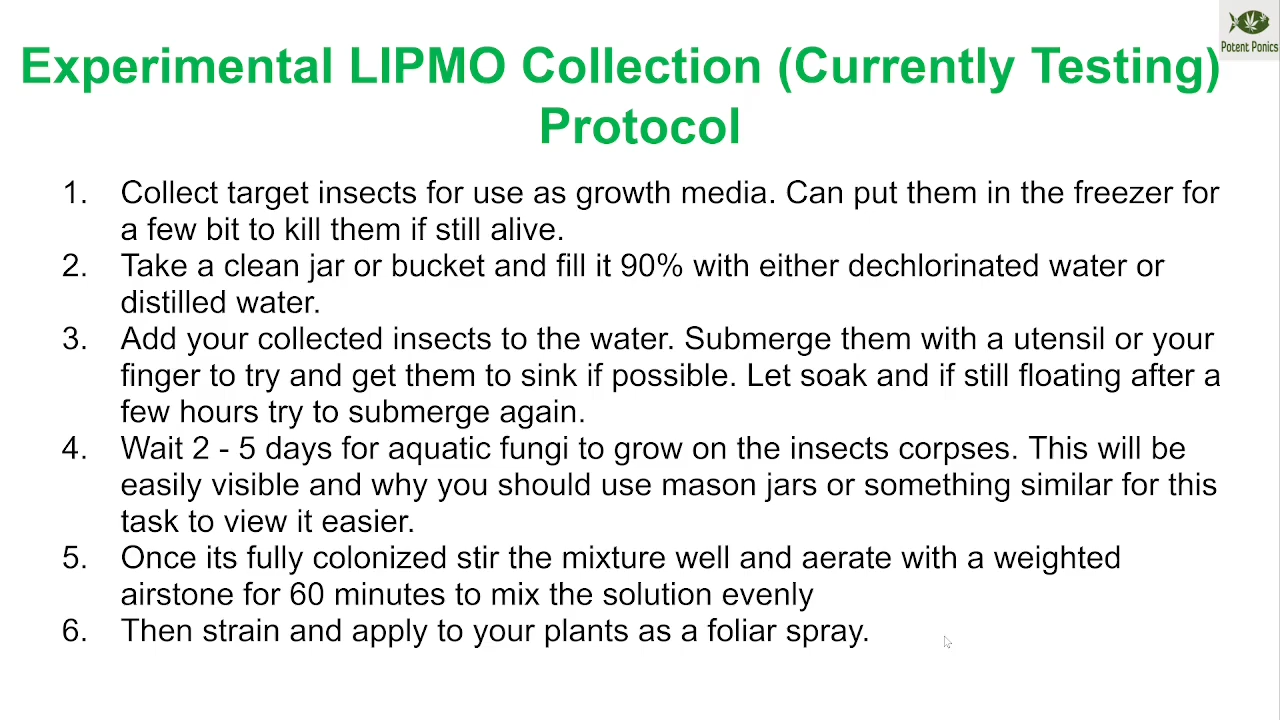 Potent Ponics
Experimental LIPMO Collection (Currently Testing)
Protocol
1. Collect target insects for use as growth media. Can put them in the freezer for
a few bit to kill them if still alive.
2. Take a clean jar or bucket and fill it 90% with either dechlorinated water or
distilled water.
3. Add your collected insects to the water. Submerge them with a utensil or your
finger to try and get them to sink if possible. Let soak and if still floating after a
few hours try to submerge again.
4. Wait 2 - 5 days for aquatic fungi to grow on the insects corpses. This will be
easily visible and why you should use mason jars or something similar for this
task to view it easier.
5. Once its fully colonized stir the mixture well and aerate with a weighted
airstone for 60 minutes to mix the solution evenly
6. Then strain and apply to your plants as a foliar spray.